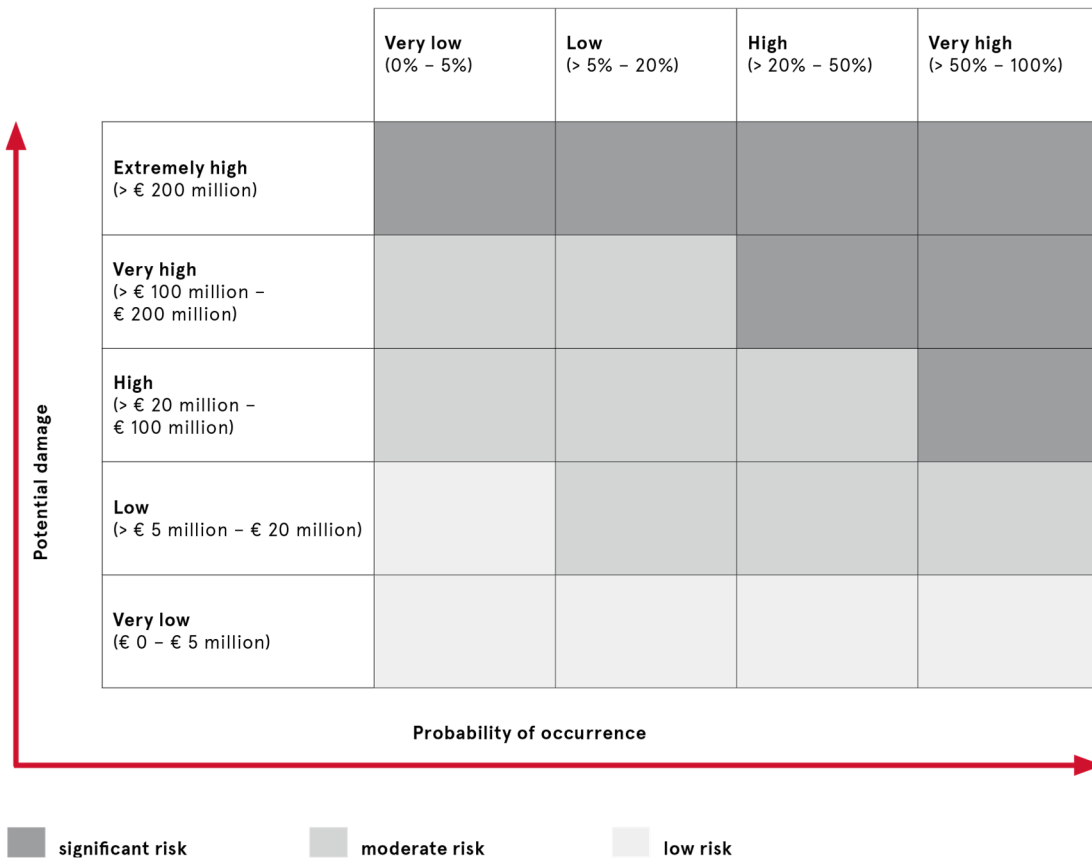 Very low
(0% – 5%)
Low
(> 5% – 20%)
High
(> 20% – 50%)
Very high
(> 50% – 100%)
Extremely high
(> € 200 million)
Very high
(> € 100 million –
€ 200 million)
High
(> € 20 million –
€ 100 million)
Low
(> € 5 million – € 20 million)
Very low
(€ 0 – € 5 million)
Potential damage
Probability of occurrence
significant risk
moderate risk
low risk